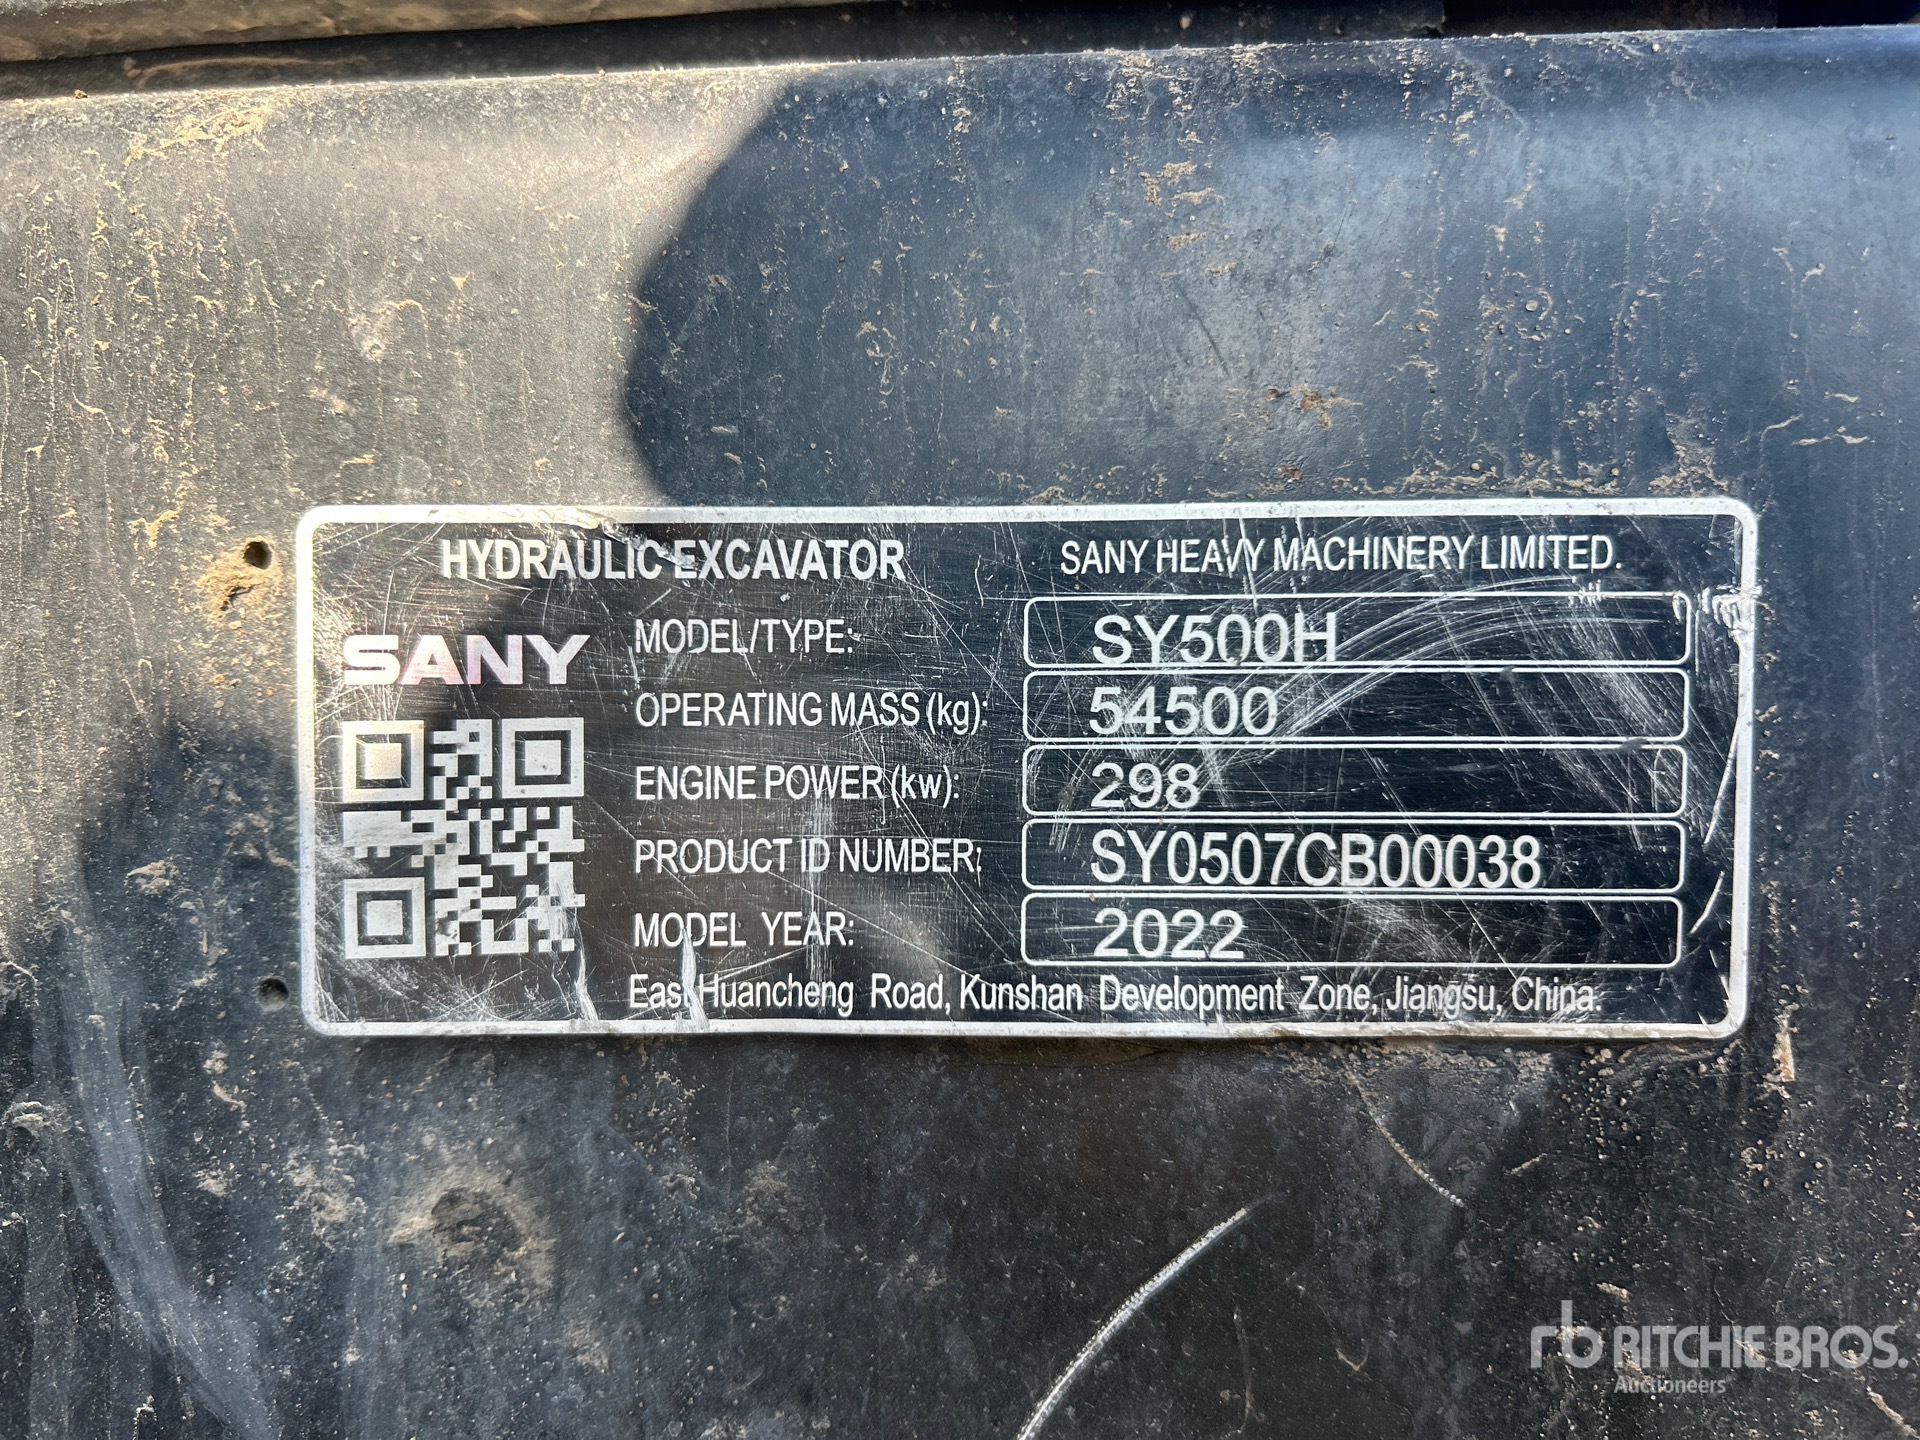 HYDRAULIC EXCAVATOR
SANY HEAVY MACHINERY LIMITED.
SANY
MODEL/TYPE: SY500H
OPERATING MASS (kg): 54500
ENGINE POWER (kw): 298
PRODUCT ID NUMBER: SY0507CB00038
MODEL YEAR: 2022
East Huancheng Road, Kunshan Development Zone, Jiangsu, China.
rb RITCHIE BROS.
Auctioneers